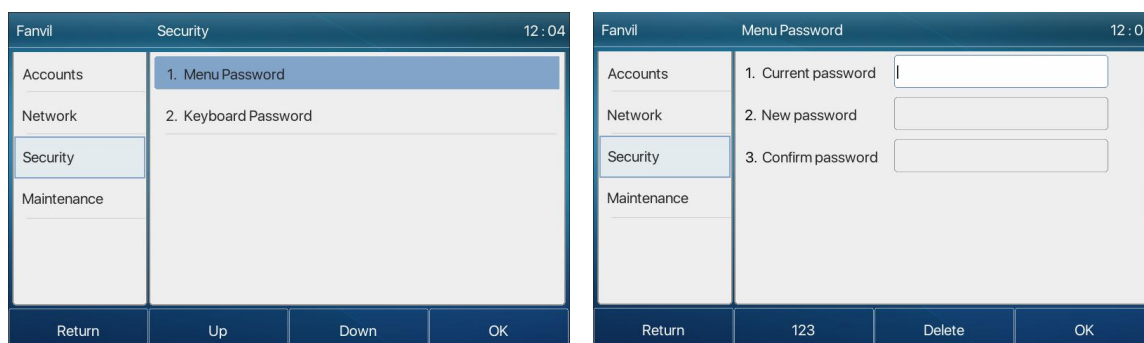 Fanvil Security 12:04
Accounts
Network
Security
Maintenance
1. Menu Password
2. Keyboard Password
Return Up Down OK
Fanvil Menu Password 12:0
Accounts
Network
Security
Maintenance
1. Current password
2. New password
3. Confirm password
Return 123 Delete OK